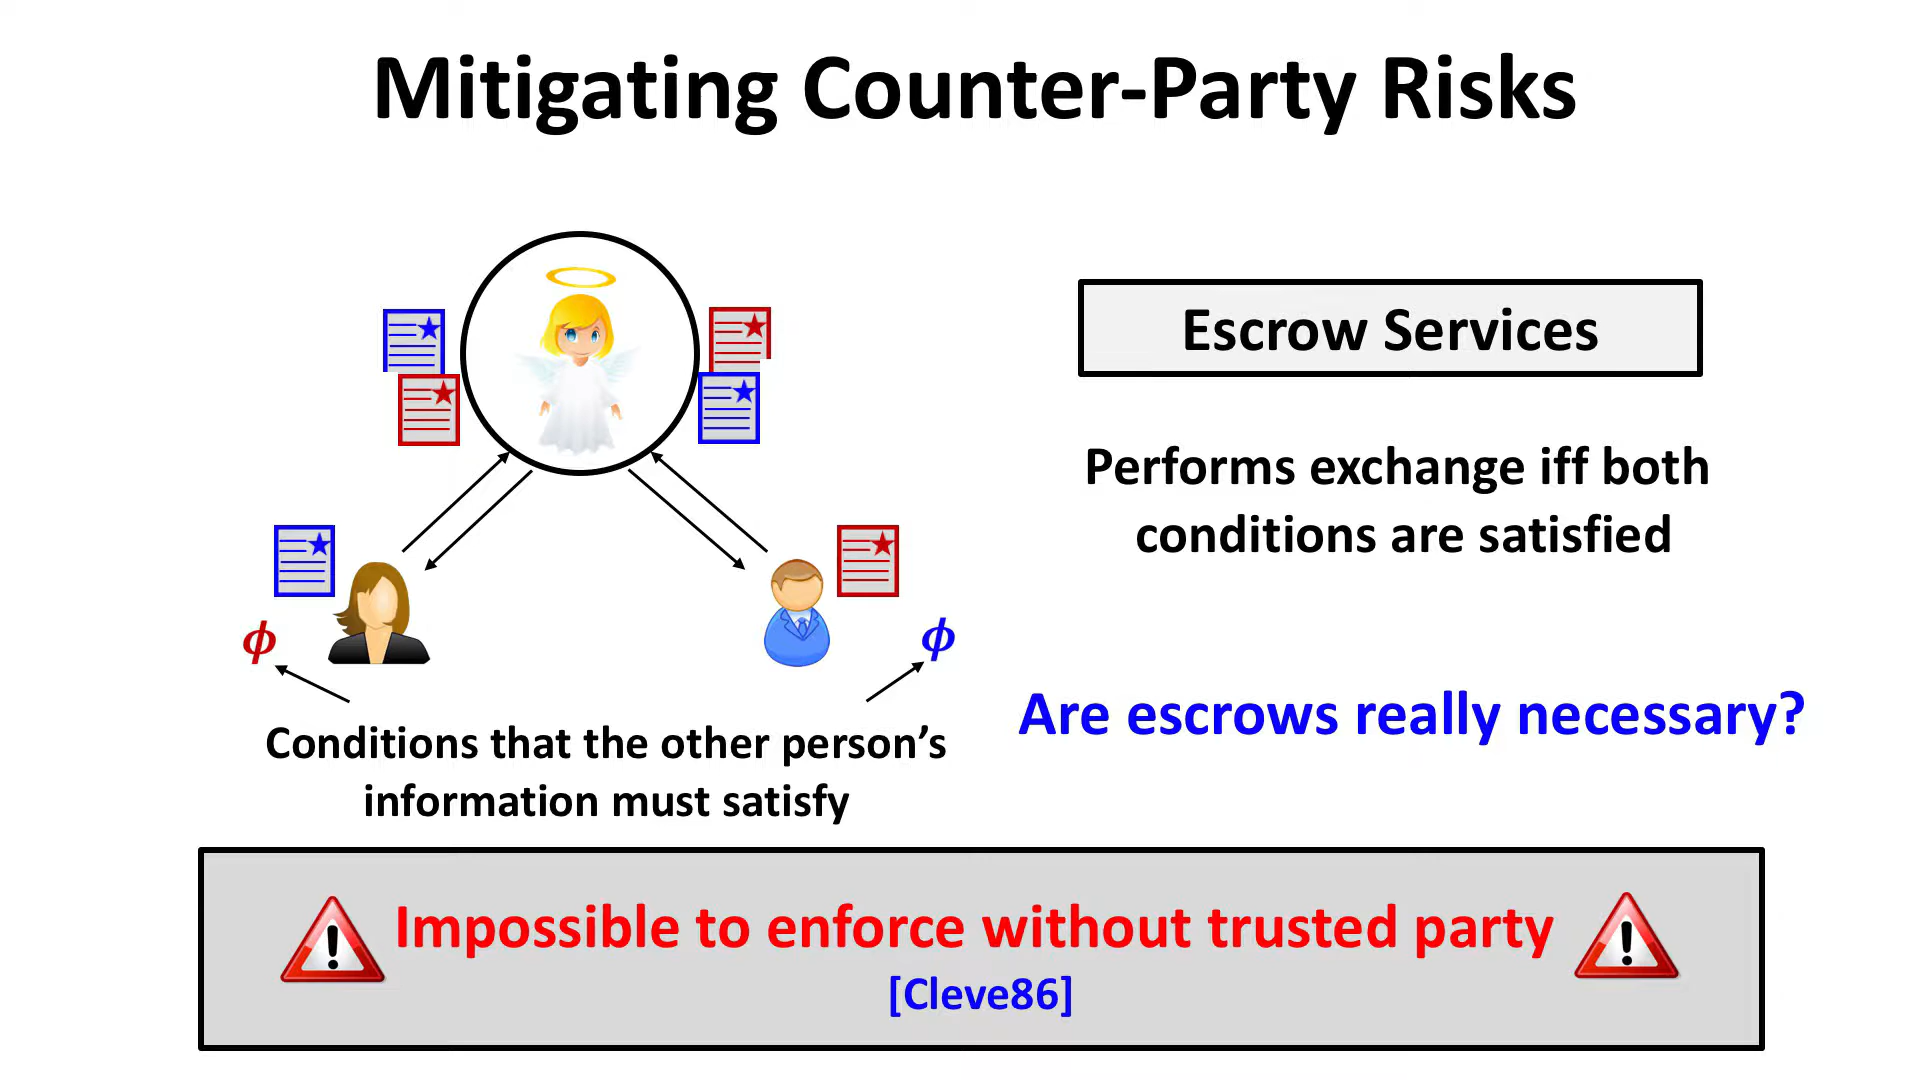 Mitigating Counter-Party Risks
Escrow Services
Performs exchange iff both
conditions are satisfied
ϕ
ϕ
Conditions that the other person’s
information must satisfy
Are escrows really necessary?
Impossible to enforce without trusted party
[Cleve86]